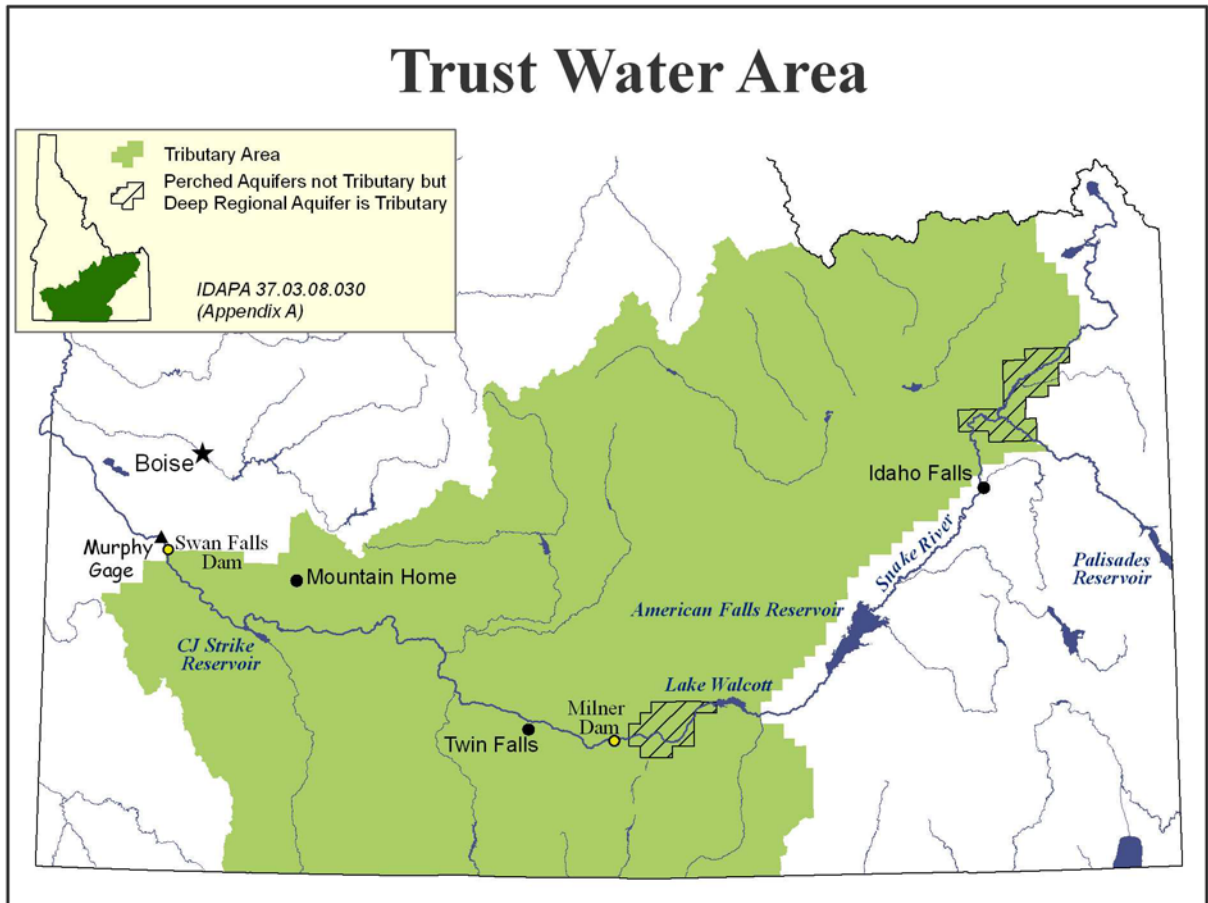 Trust Water Area
Tributary Area
Perched Aquifers not Tributary but
Deep Regional Aquifer is Tributary
IDAPA 37.03.08.030
(Appendix A)
Boise
Idaho Falls
Murphy
Gage
Swan Falls
Dam
Mountain Home
Snake River
Palisades
Reservoir
American Falls Reservoir
CJ Strike
Reservoir
Lake Walcott
Milner
Dam
Twin Falls